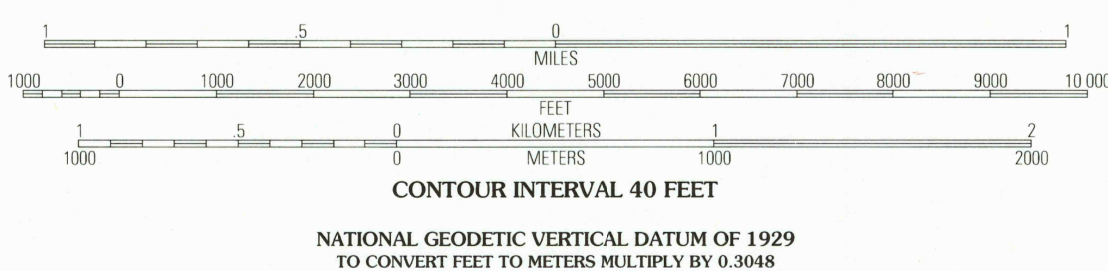 1 .5 0 1
MILES
1000 0 1000 2000 3000 4000 5000 6000 7000 8000 9000 10 000
FEET
1 .5 0 KILOMETERS 1 2
1000 0 METERS 1000 2000
CONTOUR INTERVAL 40 FEET
NATIONAL GEODETIC VERTICAL DATUM OF 1929
TO CONVERT FEET TO METERS MULTIPLY BY 0.3048